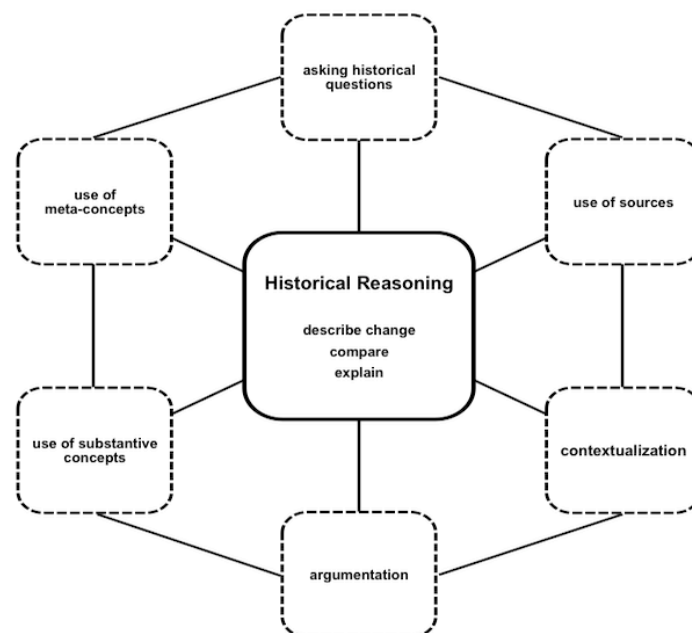 asking historical
questions
use of
meta-concepts
use of sources
Historical Reasoning
describe change
compare
explain
use of substantive
concepts
contextualization
argumentation